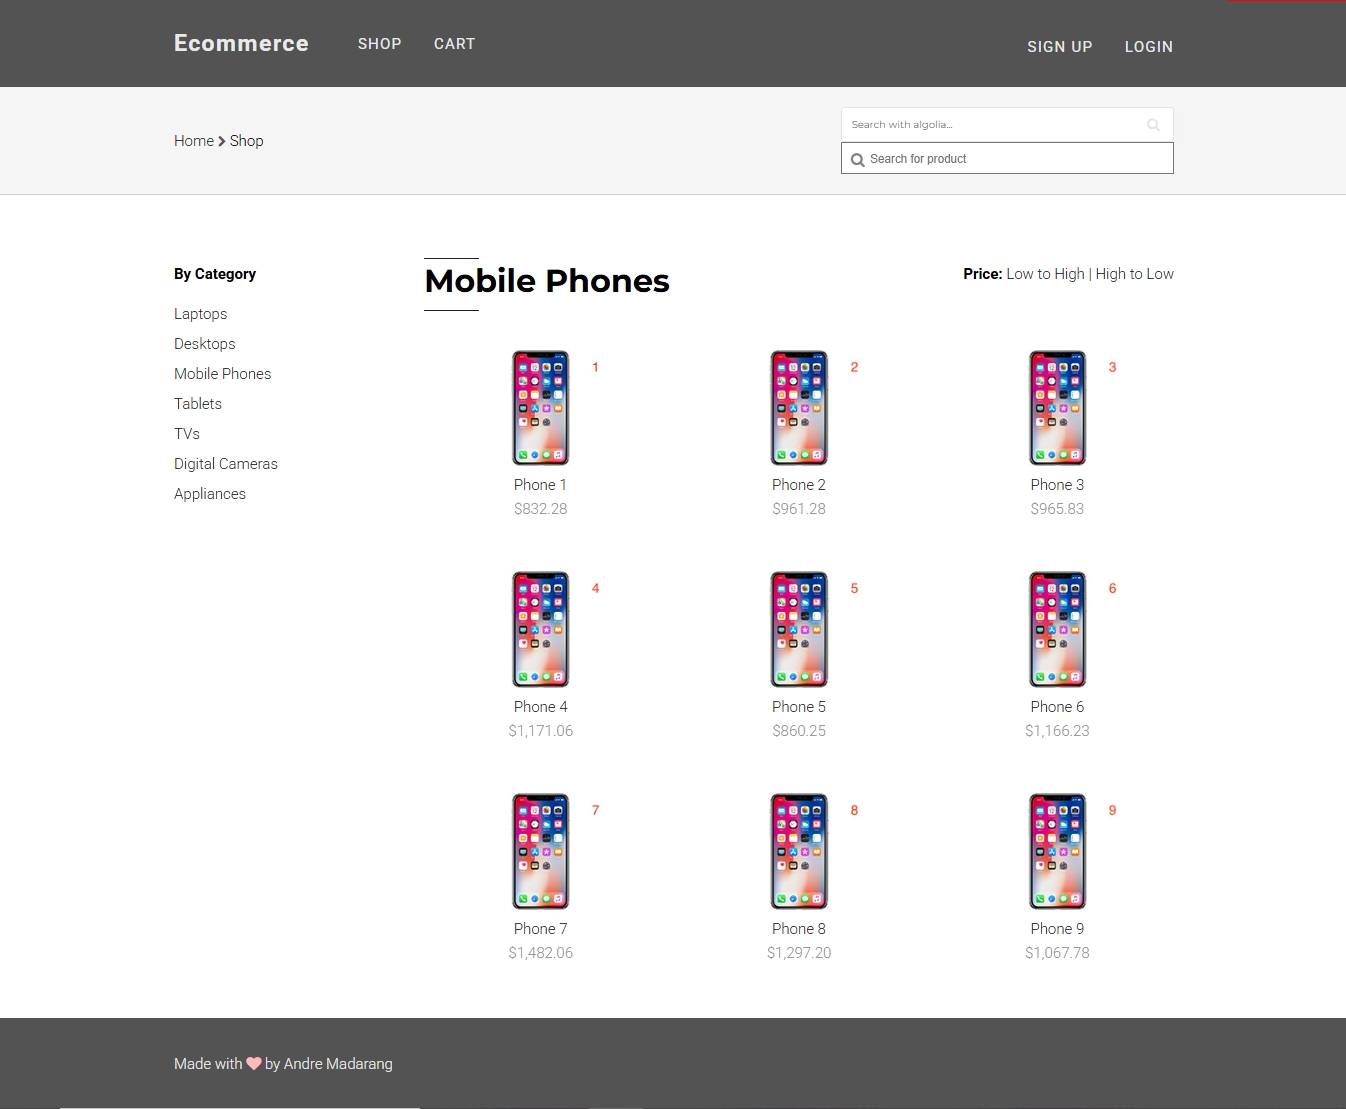 Ecommerce SHOP CART SIGN UP LOGIN
Search with algolia...
Home Shop
Search for product
By Category
Mobile Phones
Price: Low to High | High to Low
Laptops
Desktops
Mobile Phones
Tablets
TVs
Digital Cameras
Appliances
1 2 3
Phone 1 Phone 2 Phone 3
$832.28 $961.28 $965.83
4 5 6
Phone 4 Phone 5 Phone 6
$1,171.06 $860.25 $1,166.23
7 8 9
Phone 7 Phone 8 Phone 9
$1,482.06 $1,297.20 $1,067.78
Made with by Andre Madarang